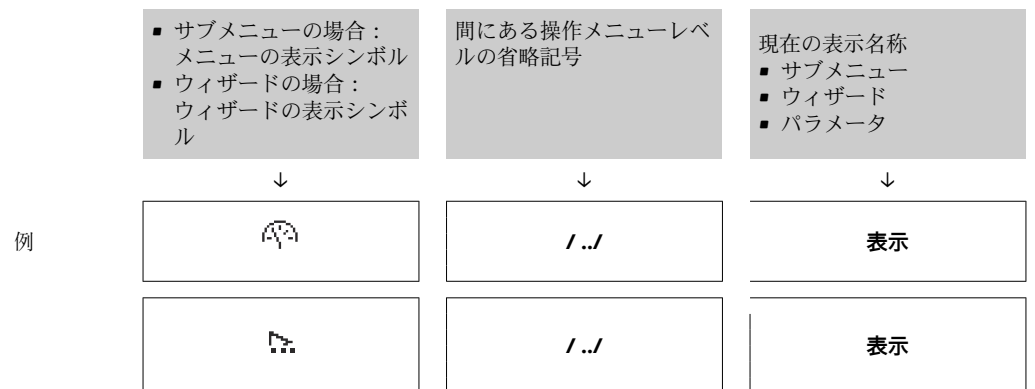 ▪ サブメニューの場合：
メニューの表示シンボル
▪ ウィザードの場合：
ウィザードの表示シンボ
ル
間にある操作メニューレベ
ルの省略記号
現在の表示名称
▪ サブメニュー
▪ ウィザード
▪ パラメータ
↓ ↓ ↓
例
/ ../ 表示
/ ../ 表示